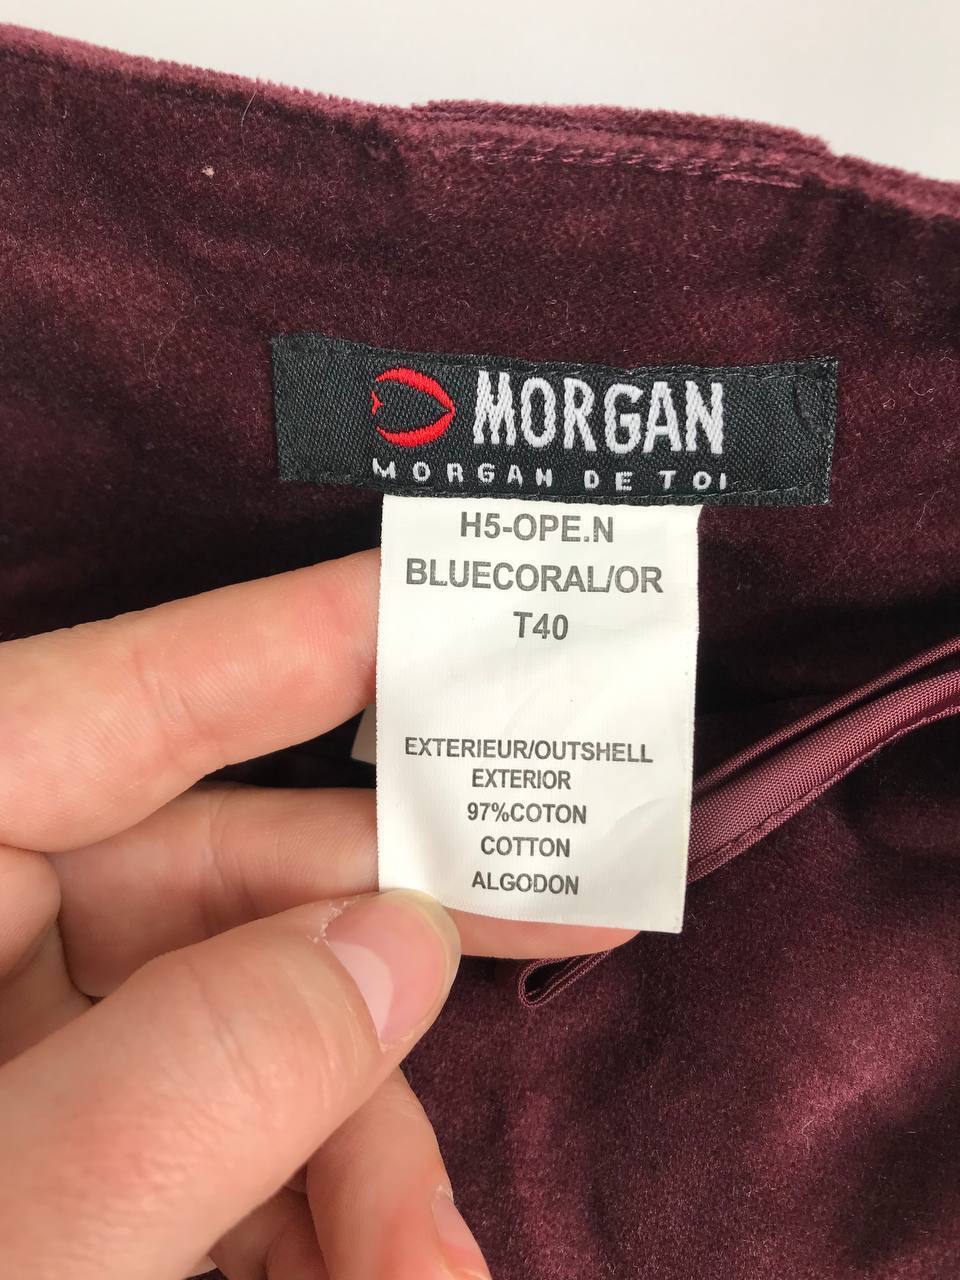 MORGAN
MORGAN DE TOI
H5-OPE.N
BLUECORAL/OR
T40
EXTERIEUR/OUTSHELL
EXTERIOR
97%COTON
COTTON
ALGODON